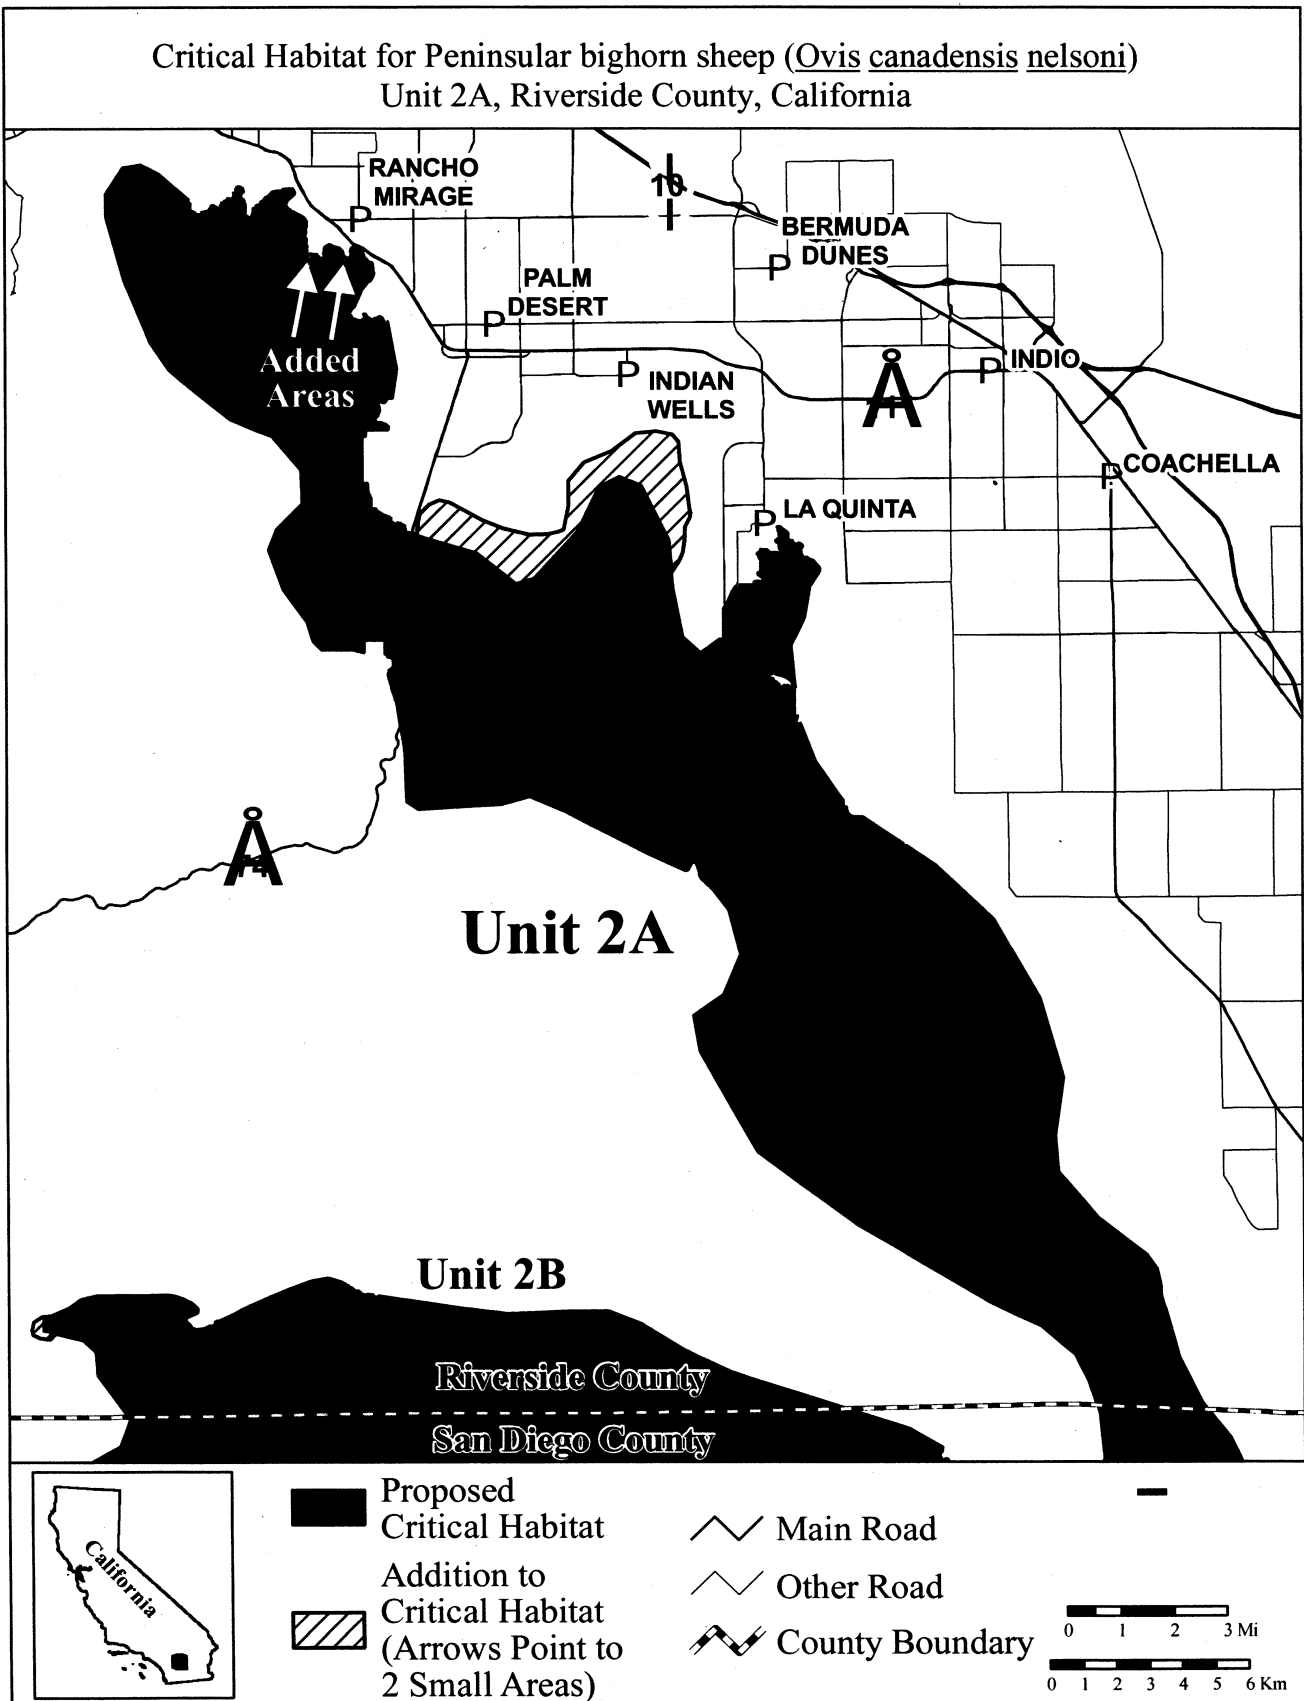 Critical Habitat for Peninsular bighorn sheep (Ovis canadensis nelsoni)
Unit 2A, Riverside County, California
RANCHO
MIRAGE
P
10
BERMUDA
DUNES
P
PALM
DESERT
P
Added
Areas
P
INDIAN
WELLS
P
INDIO
P
COACHELLA
P
LA QUINTA
74
Unit 2A
Unit 2B
Riverside County
San Diego County
California
Proposed
Critical Habitat
Addition to
Critical Habitat
(Arrows Point to
2 Small Areas)
Main Road
Other Road
County Boundary
0 1 2 3 Mi
0 1 2 3 4 5 6 Km